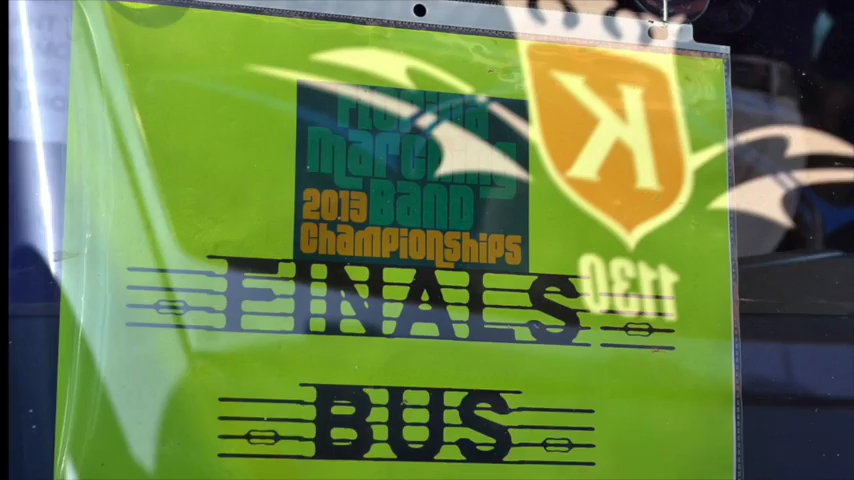 Florida
marching
2013 Band
Championships
FINALS
BUS
K
1130